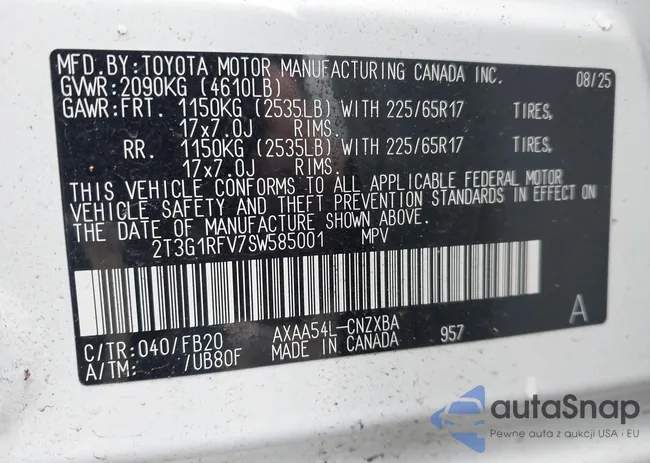 MFD.BY: TOYOTA MOTOR MANUFACTURING CANADA INC. 08/25
GVWR: 2090KG (4610LB)
GAWR: FRT. 1150KG (2535LB) WITH 225/65R17 TIRES,
17x7.0J RIMS.
RR. 1150KG (2535LB) WITH 225/65R17 TIRES,
17x7.0J RIMS.
THIS VEHICLE CONFORMS TO ALL APPLICABLE FEDERAL MOTOR
VEHICLE SAFETY AND THEFT PREVENTION STANDARDS IN EFFECT ON
THE DATE OF MANUFACTURE SHOWN ABOVE.
2T3G1RFV7SW585001 MPV
A
C/TR: 040/FB20 AXAA54L-CNZXBA 957
A/TM: /UB80F MADE IN CANADA
autaSnap
Pewne auta z aukcji USA i EU